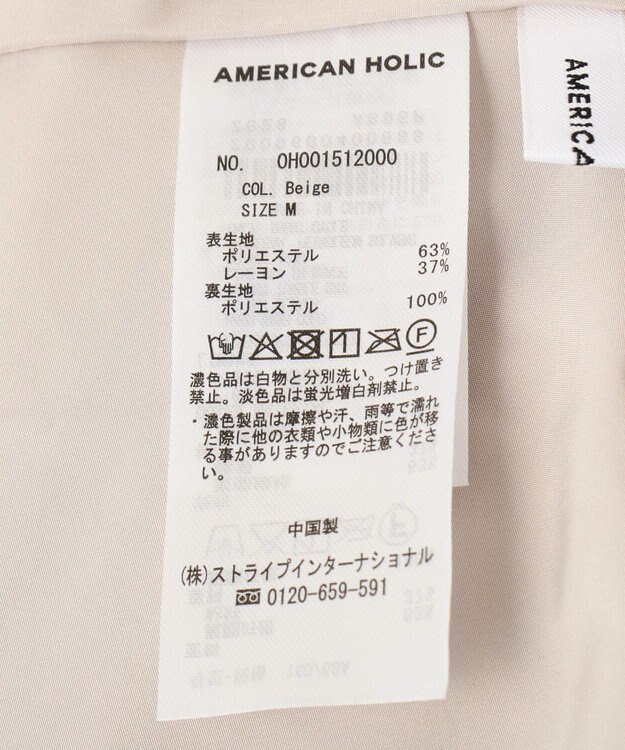 AMERICAN HOLIC
AMERICA
NO. OH001512000
COL. Beige
SIZE M
表生地
ポリエステル 63%
レーヨン 37%
裏生地
ポリエステル 100%
F
濃色品は白物と分別洗い。つけ置き
禁止。淡色品は蛍光増白剤禁止。
・濃色製品は摩擦や汗、雨等で濡れ
た際に他の衣類や小物類に色が移
る事がありますのでご注意くださ
い。
中国製
(株)ストライプインターナショナル
0120-659-591